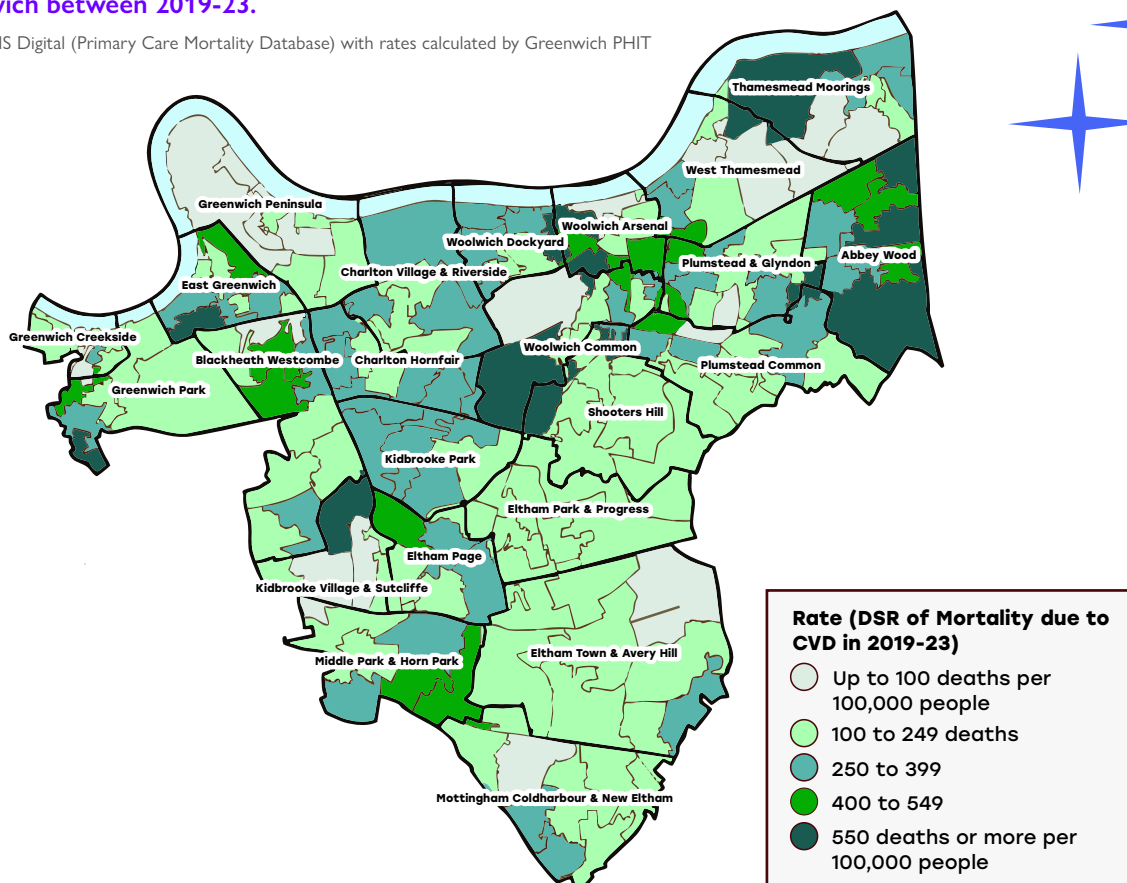 vich between 2019-23.
IS Digital (Primary Care Mortality Database) with rates calculated by Greenwich PHIT
Thamesmead Moorings
West Thamesmead
Greenwich Peninsula
Woolwich Arsenal
Woolwich Dockyard
Abbey Wood
Plumstead & Glyndon
Charlton Village & Riverside
East Greenwich
Greenwich Creekside
Woolwich Common
Blackheath Westcombe
Charlton Hornfair
Plumstead Common
Greenwich Park
Shooters Hill
Kidbrooke Park
Eltham Park & Progress
Eltham Page
Kidbrooke Village & Sutcliffe
Eltham Town & Avery Hill
Middle Park & Horn Park
Mottingham Coldharbour & New Eltham
Rate (DSR of Mortality due to
CVD in 2019-23)
Up to 100 deaths per
100,000 people
100 to 249 deaths
250 to 399
400 to 549
550 deaths or more per
100,000 people